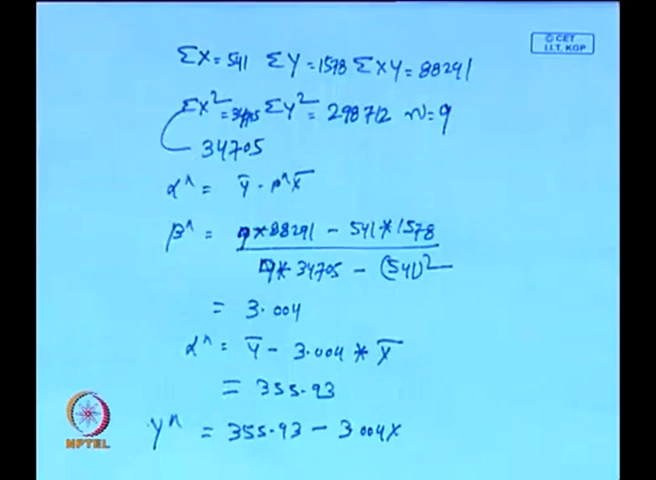 © CET
I.I.T. KGP
ΣX = 541 ΣY = 1578 ΣXY = 88291
ΣX² = 34705 ΣY² = 298712 n = 9
34705
α^ = Y̅ - β^X̅
β^ = 9*88291 - 541*1578
9* 34705 - (541)²
= 3.004
α^ = Y̅ - 3.004 * X̅
= 355.93
Y^ = 355.93 - 3.004X
NPTEL